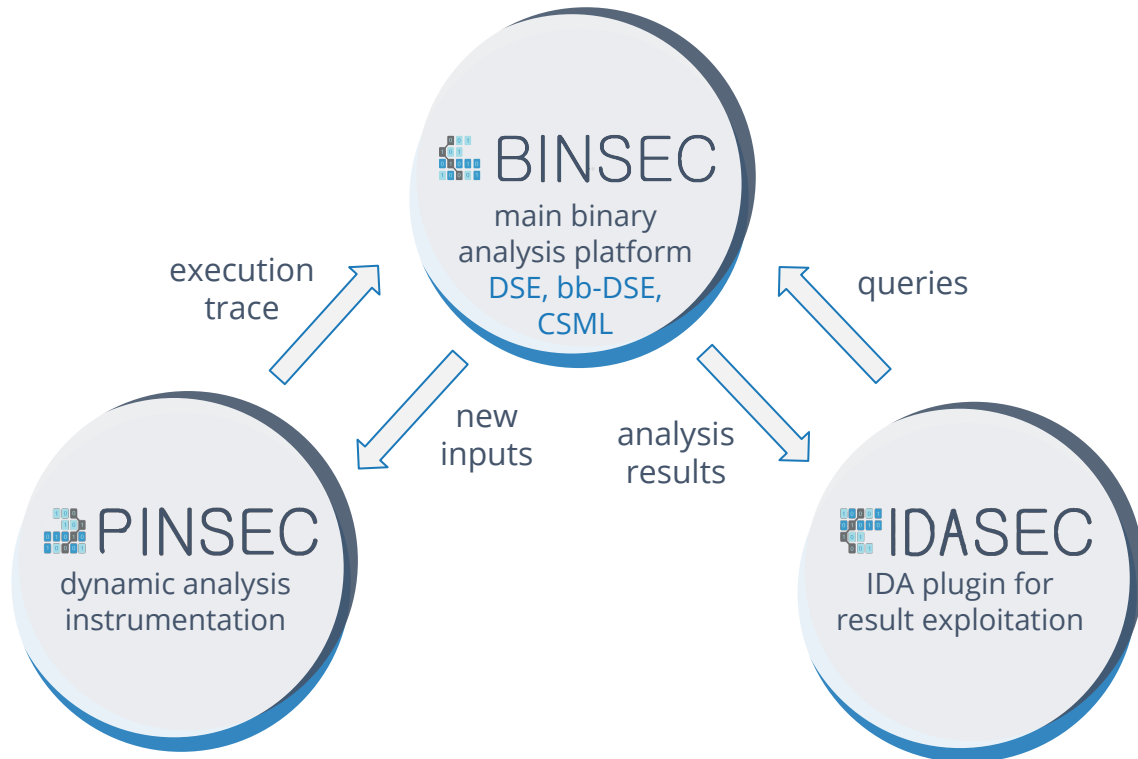 BINSEC
main binary
analysis platform
DSE, bb-DSE,
CSML
execution
trace
queries
new
inputs
analysis
results
PINSEC
dynamic analysis
instrumentation
IDASEC
IDA plugin for
result exploitation